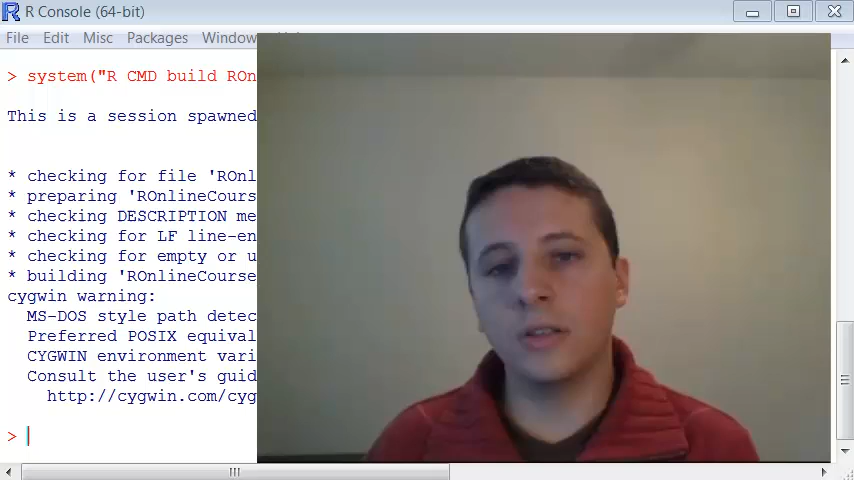 R Console (64-bit)
File Edit Misc Packages Window
> system("R CMD build ROn
This is a session spawned
* checking for file 'ROnl
* preparing 'ROnlineCours
* checking DESCRIPTION me
* checking for LF line-en
* checking for empty or u
* building 'ROnlineCourse
cygwin warning:
MS-DOS style path detec
Preferred POSIX equival
CYGWIN environment vari
Consult the user's guid
http://cygwin.com/cyg
>